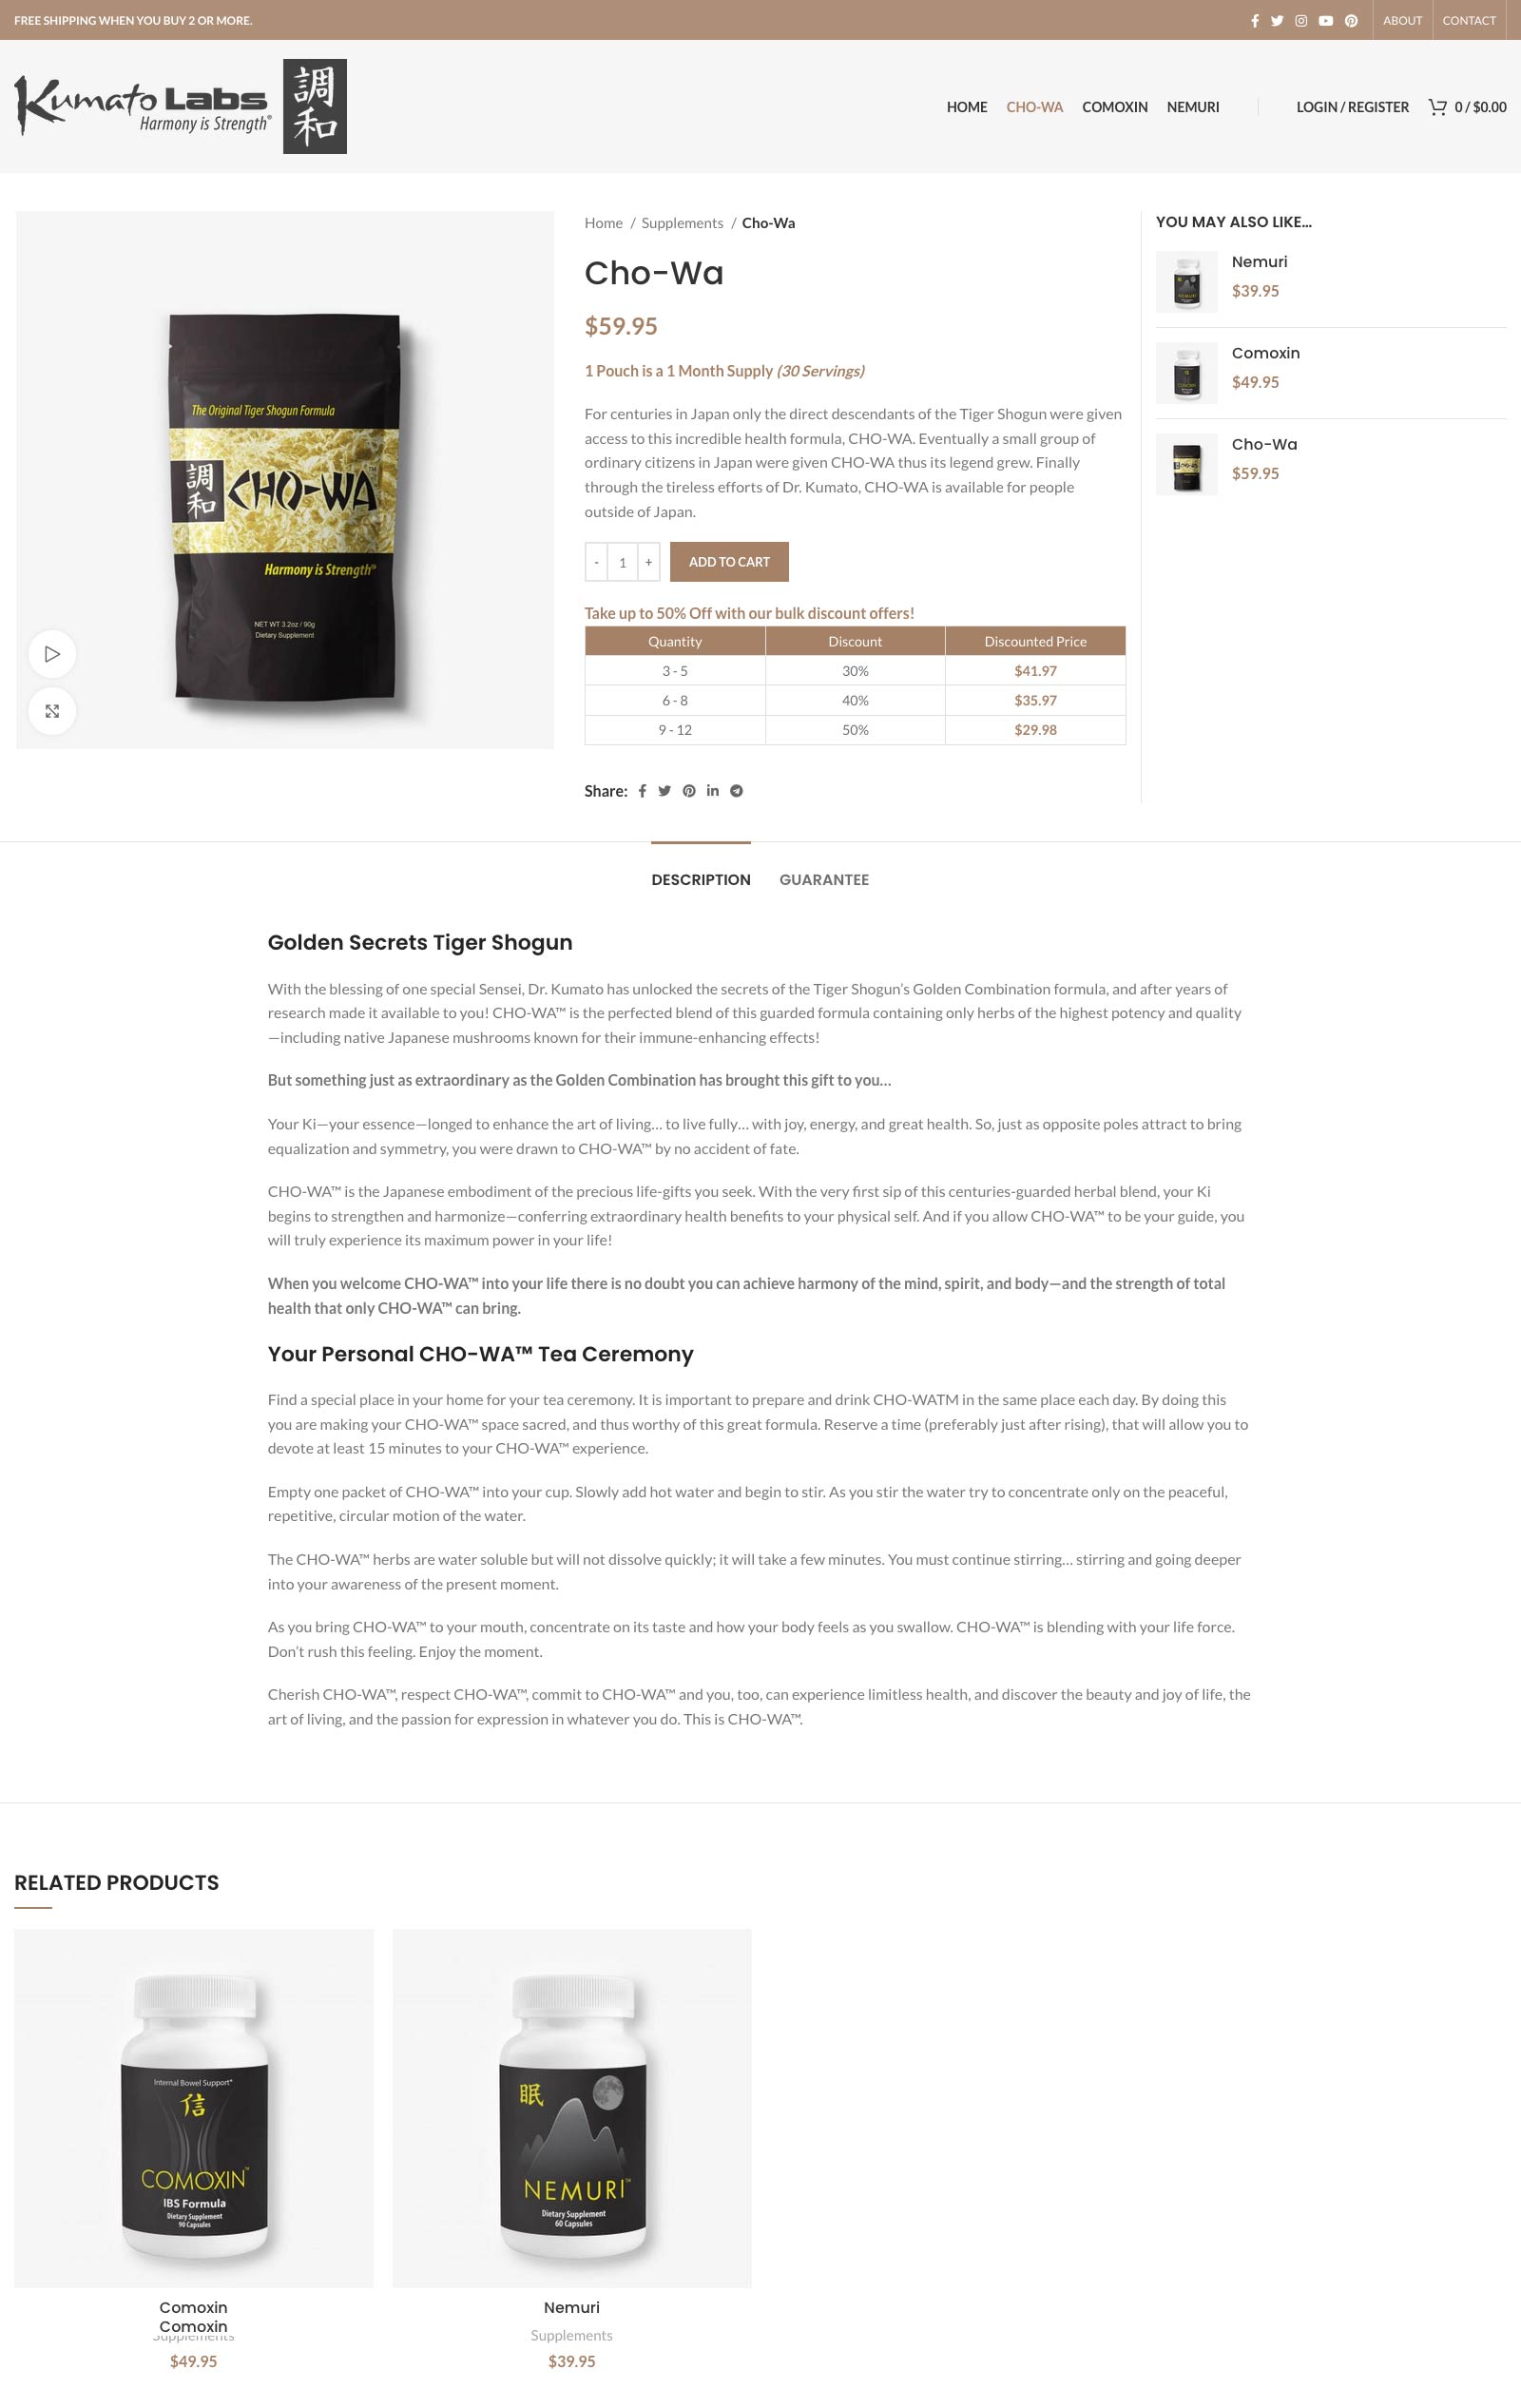 FREE SHIPPING WHEN YOU BUY 2 OR MORE.
ABOUT
CONTACT
Kumato Labs
Harmony is Strength®
調和
HOME
CHO-WA
COMOXIN
NEMURI
LOGIN / REGISTER
0 / $0.00
The Original Tiger Shogun Formula
調和
CHO-WA™
Harmony is Strength®
NET WT 3.2oz / 90g
Dietary Supplement
Home / Supplements / Cho-Wa
Cho-Wa
$59.95
1 Pouch is a 1 Month Supply (30 Servings)
For centuries in Japan only the direct descendants of the Tiger Shogun were given
access to this incredible health formula, CHO-WA. Eventually a small group of
ordinary citizens in Japan were given CHO-WA thus its legend grew. Finally
through the tireless efforts of Dr. Kumato, CHO-WA is available for people
outside of Japan.
- 1 +
ADD TO CART
Take up to 50% Off with our bulk discount offers!
Quantity Discount Discounted Price
3 - 5 30% $41.97
6 - 8 40% $35.97
9 - 12 50% $29.98
Share:
YOU MAY ALSO LIKE…
Nemuri
$39.95
Comoxin
$49.95
Cho-Wa
$59.95
DESCRIPTION
GUARANTEE
Golden Secrets Tiger Shogun
With the blessing of one special Sensei, Dr. Kumato has unlocked the secrets of the Tiger Shogun’s Golden Combination formula, and after years of
research made it available to you! CHO-WA™ is the perfected blend of this guarded formula containing only herbs of the highest potency and quality
—including native Japanese mushrooms known for their immune-enhancing effects!
But something just as extraordinary as the Golden Combination has brought this gift to you…
Your Ki—your essence—longed to enhance the art of living… to live fully… with joy, energy, and great health. So, just as opposite poles attract to bring
equalization and symmetry, you were drawn to CHO-WA™ by no accident of fate.
CHO-WA™ is the Japanese embodiment of the precious life-gifts you seek. With the very first sip of this centuries-guarded herbal blend, your Ki
begins to strengthen and harmonize—conferring extraordinary health benefits to your physical self. And if you allow CHO-WA™ to be your guide, you
will truly experience its maximum power in your life!
When you welcome CHO-WA™ into your life there is no doubt you can achieve harmony of the mind, spirit, and body—and the strength of total
health that only CHO-WA™ can bring.
Your Personal CHO-WA™ Tea Ceremony
Find a special place in your home for your tea ceremony. It is important to prepare and drink CHO-WATM in the same place each day. By doing this
you are making your CHO-WA™ space sacred, and thus worthy of this great formula. Reserve a time (preferably just after rising), that will allow you to
devote at least 15 minutes to your CHO-WA™ experience.
Empty one packet of CHO-WA™ into your cup. Slowly add hot water and begin to stir. As you stir the water try to concentrate only on the peaceful,
repetitive, circular motion of the water.
The CHO-WA™ herbs are water soluble but will not dissolve quickly; it will take a few minutes. You must continue stirring… stirring and going deeper
into your awareness of the present moment.
As you bring CHO-WA™ to your mouth, concentrate on its taste and how your body feels as you swallow. CHO-WA™ is blending with your life force.
Don’t rush this feeling. Enjoy the moment.
Cherish CHO-WA™, respect CHO-WA™, commit to CHO-WA™ and you, too, can experience limitless health, and discover the beauty and joy of life, the
art of living, and the passion for expression in whatever you do. This is CHO-WA™.
RELATED PRODUCTS
Internal Bowel Support*
信
COMOXIN™
IBS Formula
Dietary Supplement
90 Capsules
眠
NEMURI™
Dietary Supplement
60 Capsules
Comoxin
Comoxin
Supplements
$49.95
Nemuri
Supplements
$39.95